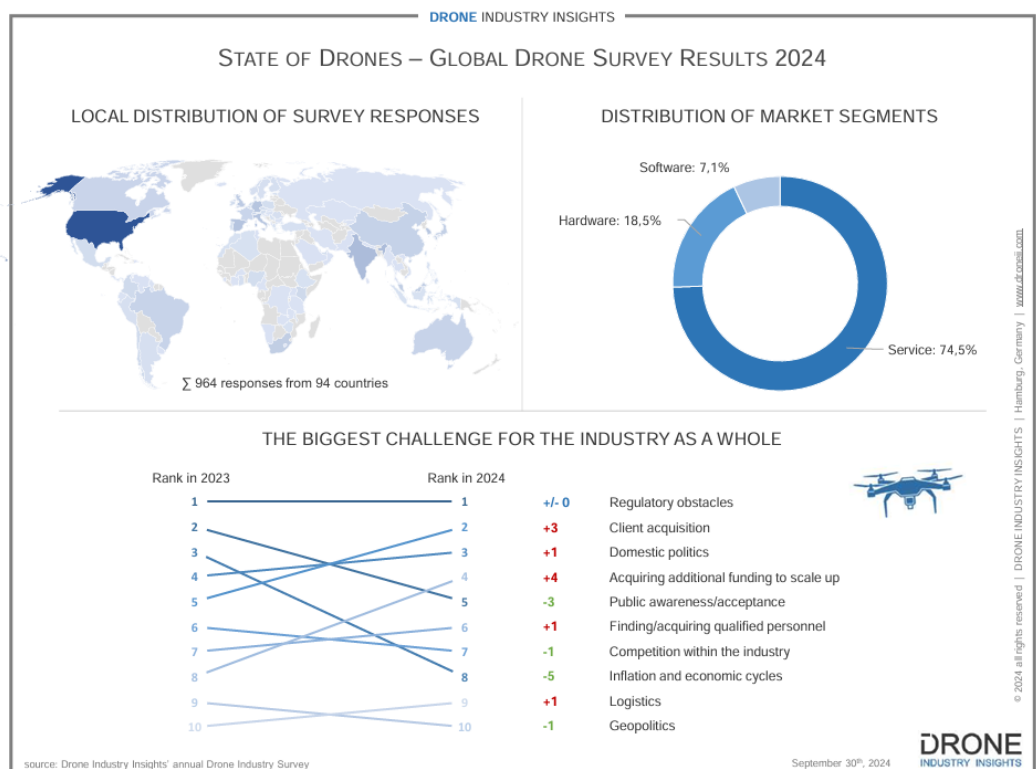 DRONE INDUSTRY INSIGHTS
STATE OF DRONES – GLOBAL DRONE SURVEY RESULTS 2024
LOCAL DISTRIBUTION OF SURVEY RESPONSES
∑ 964 responses from 94 countries
DISTRIBUTION OF MARKET SEGMENTS
Software: 7,1%
Hardware: 18,5%
Service: 74,5%
THE BIGGEST CHALLENGE FOR THE INDUSTRY AS A WHOLE
Rank in 2023 Rank in 2024
1 1 +/- 0 Regulatory obstacles
2 2 +3 Client acquisition
3 3 +1 Domestic politics
4 4 +4 Acquiring additional funding to scale up
5 5 -3 Public awareness/acceptance
6 6 +1 Finding/acquiring qualified personnel
7 7 -1 Competition within the industry
8 8 -5 Inflation and economic cycles
9 9 +1 Logistics
10 10 -1 Geopolitics
source: Drone Industry Insights' annual Drone Industry Survey
September 30th, 2024
DRONE
INDUSTRY INSIGHTS
© 2024 all rights reserved | DRONE INDUSTRY INSIGHTS | Hamburg, Germany | www.droneii.com